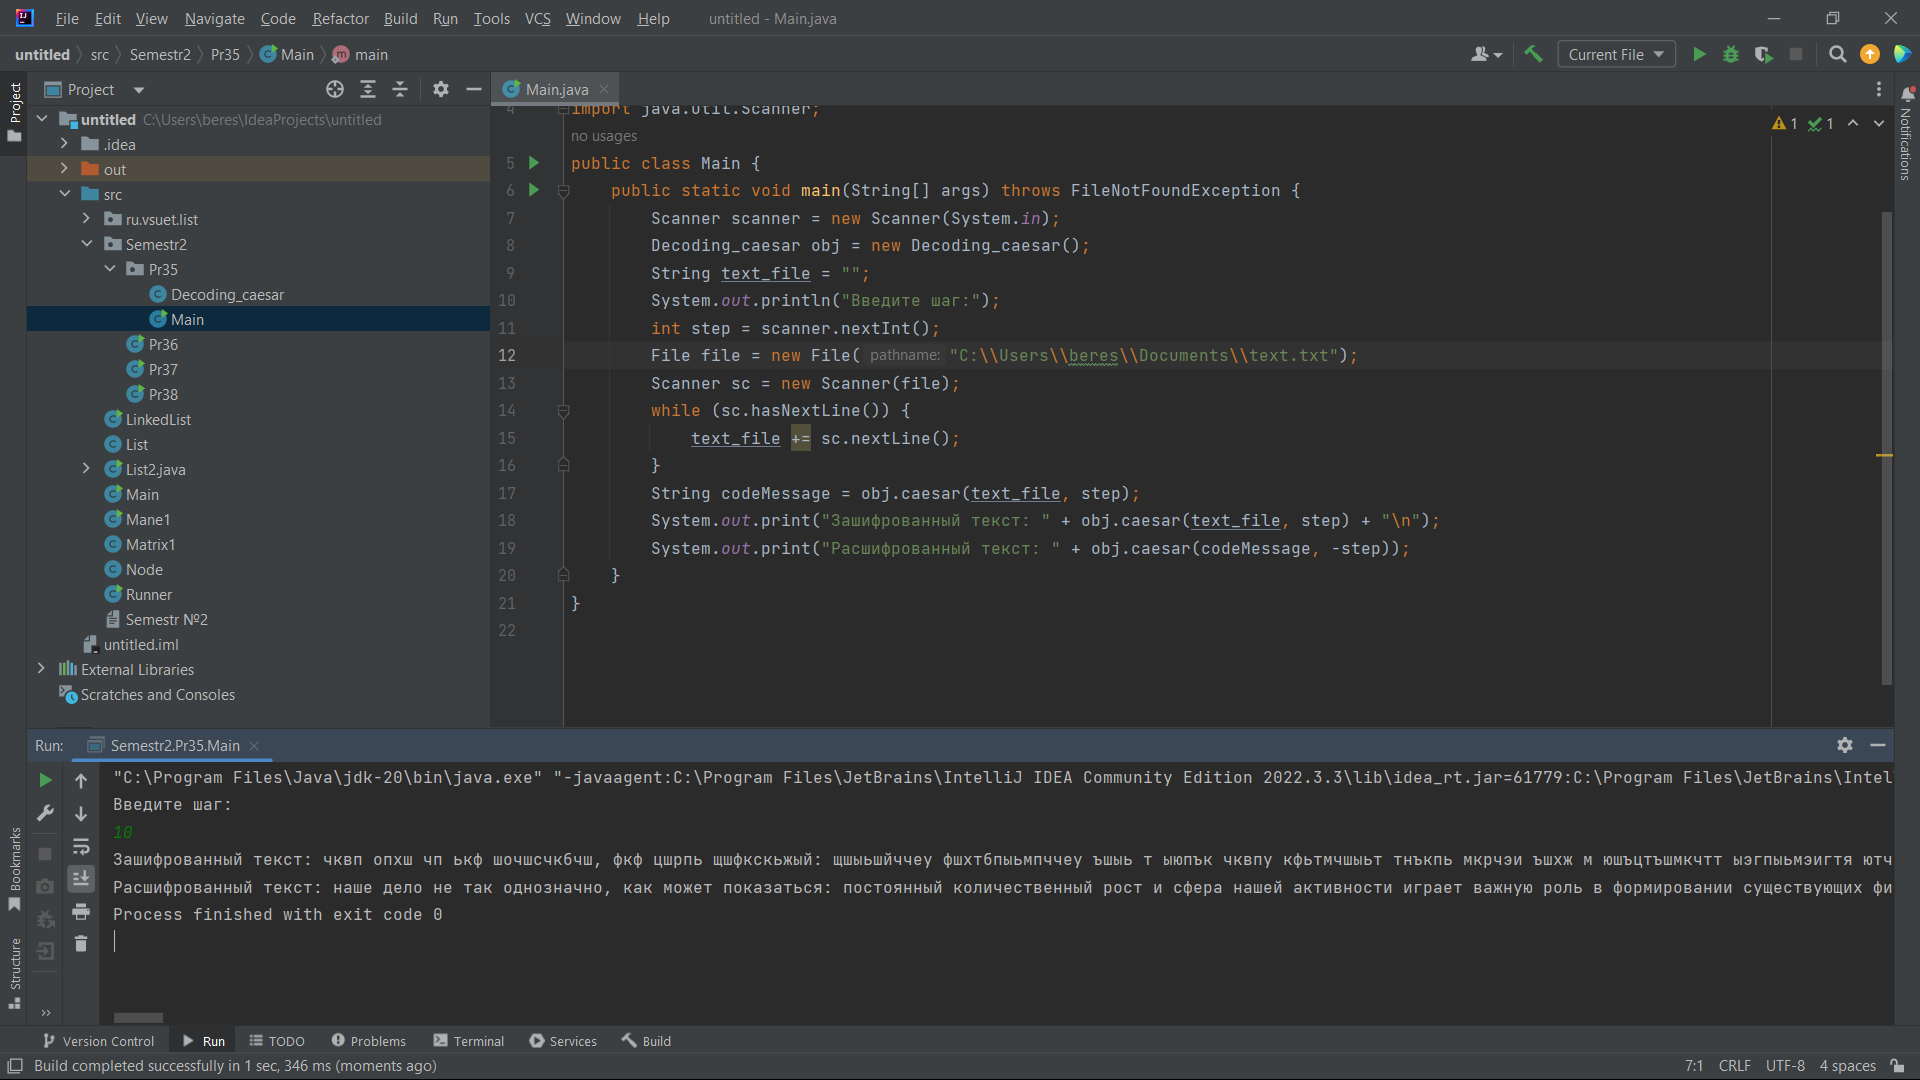 File Edit View Navigate Code Refactor Build Run Tools VCS Window Help untitled - Main.java
untitled src Semestr2 Pr35 Main main Current File
Project
Project
Main.java
untitled C:\Users\beres\IdeaProjects\untitled
.idea
out
src
ru.vsuet.list
Semestr2
Pr35
Decoding_caesar
Main
Pr36
Pr37
Pr38
LinkedList
List
List2.java
Main
Mane1
Matrix1
Node
Runner
Semestr №2
untitled.iml
External Libraries
Scratches and Consoles
4 import java.util.Scanner;
no usages
1 1
5 public class Main {
6 public static void main(String[] args) throws FileNotFoundException {
7 Scanner scanner = new Scanner(System.in);
8 Decoding_caesar obj = new Decoding_caesar();
9 String text_file = "";
10 System.out.println("Введите шаг:");
11 int step = scanner.nextInt();
12 File file = new File( pathname: "C:\\Users\\beres\\Documents\\text.txt");
13 Scanner sc = new Scanner(file);
14 while (sc.hasNextLine()) {
15 text_file += sc.nextLine();
16 }
17 String codeMessage = obj.caesar(text_file, step);
18 System.out.print("Зашифрованный текст: " + obj.caesar(text_file, step) + "\n");
19 System.out.print("Расшифрованный текст: " + obj.caesar(codeMessage, -step));
20 }
21 }
22
Notifications
Run: Semestr2.Pr35.Main
"C:\Program Files\Java\jdk-20\bin\java.exe" "-javaagent:C:\Program Files\JetBrains\IntelliJ IDEA Community Edition 2022.3.3\lib\idea_rt.jar=61779:C:\Program Files\JetBrains\Intel
Введите шаг:
10
Зашифрованный текст: чквп опхш чп ькф шочшсчкбчш, фкф цшрпь щшфкскьжый: щшыьшйччеу фшхтбпыьмпччеу ъшыь т ыюпък чквпу кфьтмчшыьт тнъкпь мкрчэи ъшхж м юшъцтъшмкчтт ыэгпыьмэигтя ютч
Расшифрованный текст: наше дело не так однозначно, как может показаться: постоянный количественный рост и сфера нашей активности играет важную роль в формировании существующих фи
Process finished with exit code 0
Bookmarks
Structure
Version Control Run TODO Problems Terminal Services Build
Build completed successfully in 1 sec, 346 ms (moments ago) 7:1 CRLF UTF-8 4 spaces